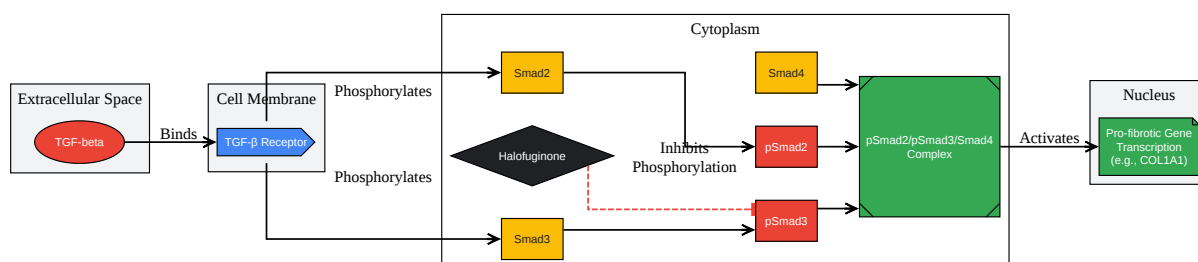 Cytoplasm
Extracellular Space
TGF-beta
Binds
Cell Membrane
TGF-β Receptor
Phosphorylates
Phosphorylates
Smad2
Smad3
Halofuginone
Inhibits
Phosphorylation
Smad4
pSmad2
pSmad3
pSmad2/pSmad3/Smad4
Complex
Activates
Nucleus
Pro-fibrotic Gene
Transcription
(e.g., COL1A1)